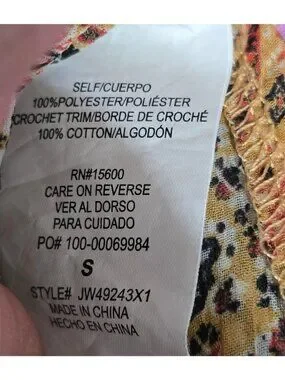 SELF/CUERPO
100%POLYESTER/POLIÉSTER
CROCHET TRIM/BORDE DE CROCHÉ
100% COTTON/ALGODÓN
RN#15600
CARE ON REVERSE
VER AL DORSO
PARA CUIDADO
PO# 100-00069984
S
STYLE# JW49243X1
MADE IN CHINA
HECHO EN CHINA